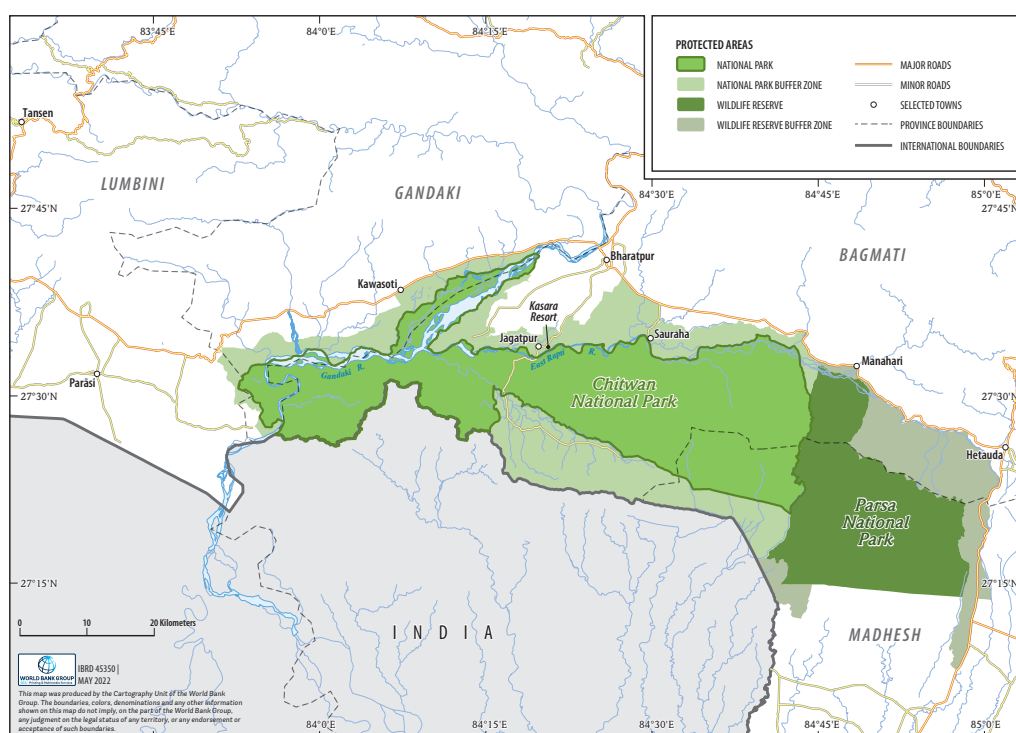 83°45'E
84°0'E
84°15'E
PROTECTED AREAS
NATIONAL PARK
NATIONAL PARK BUFFER ZONE
WILDLIFE RESERVE
WILDLIFE RESERVE BUFFER ZONE
MAJOR ROADS
MINOR ROADS
SELECTED TOWNS
PROVINCE BOUNDARIES
INTERNATIONAL BOUNDARIES
Tansen
LUMBINI
GANDAKI
84°30'E
84°45'E
85°0'E
27°45'N
27°45'N
BAGMATI
Bharatpur
Kawasoti
Kasara
Resort
Jagatpur
Sauraha
East Rapti R.
Gandaki R.
Manahari
Parasi
Chitwan
National Park
27°30'N
27°30'N
Hetauda
Parsa
National
Park
27°15'N
27°15'N
0 10 20 Kilometers
INDIA
MADHESH
WORLD BANK GROUP
IBRD 45350 |
MAY 2022
This map was produced by the Cartography Unit of the World Bank
Group. The boundaries, colors, denominations and any other information
shown on this map do not imply, on the part of the World Bank Group,
any judgment on the legal status of any territory, or any endorsement or
acceptance of such boundaries.
84°0'E
84°15'E
84°30'E
84°45'E
85°0'E